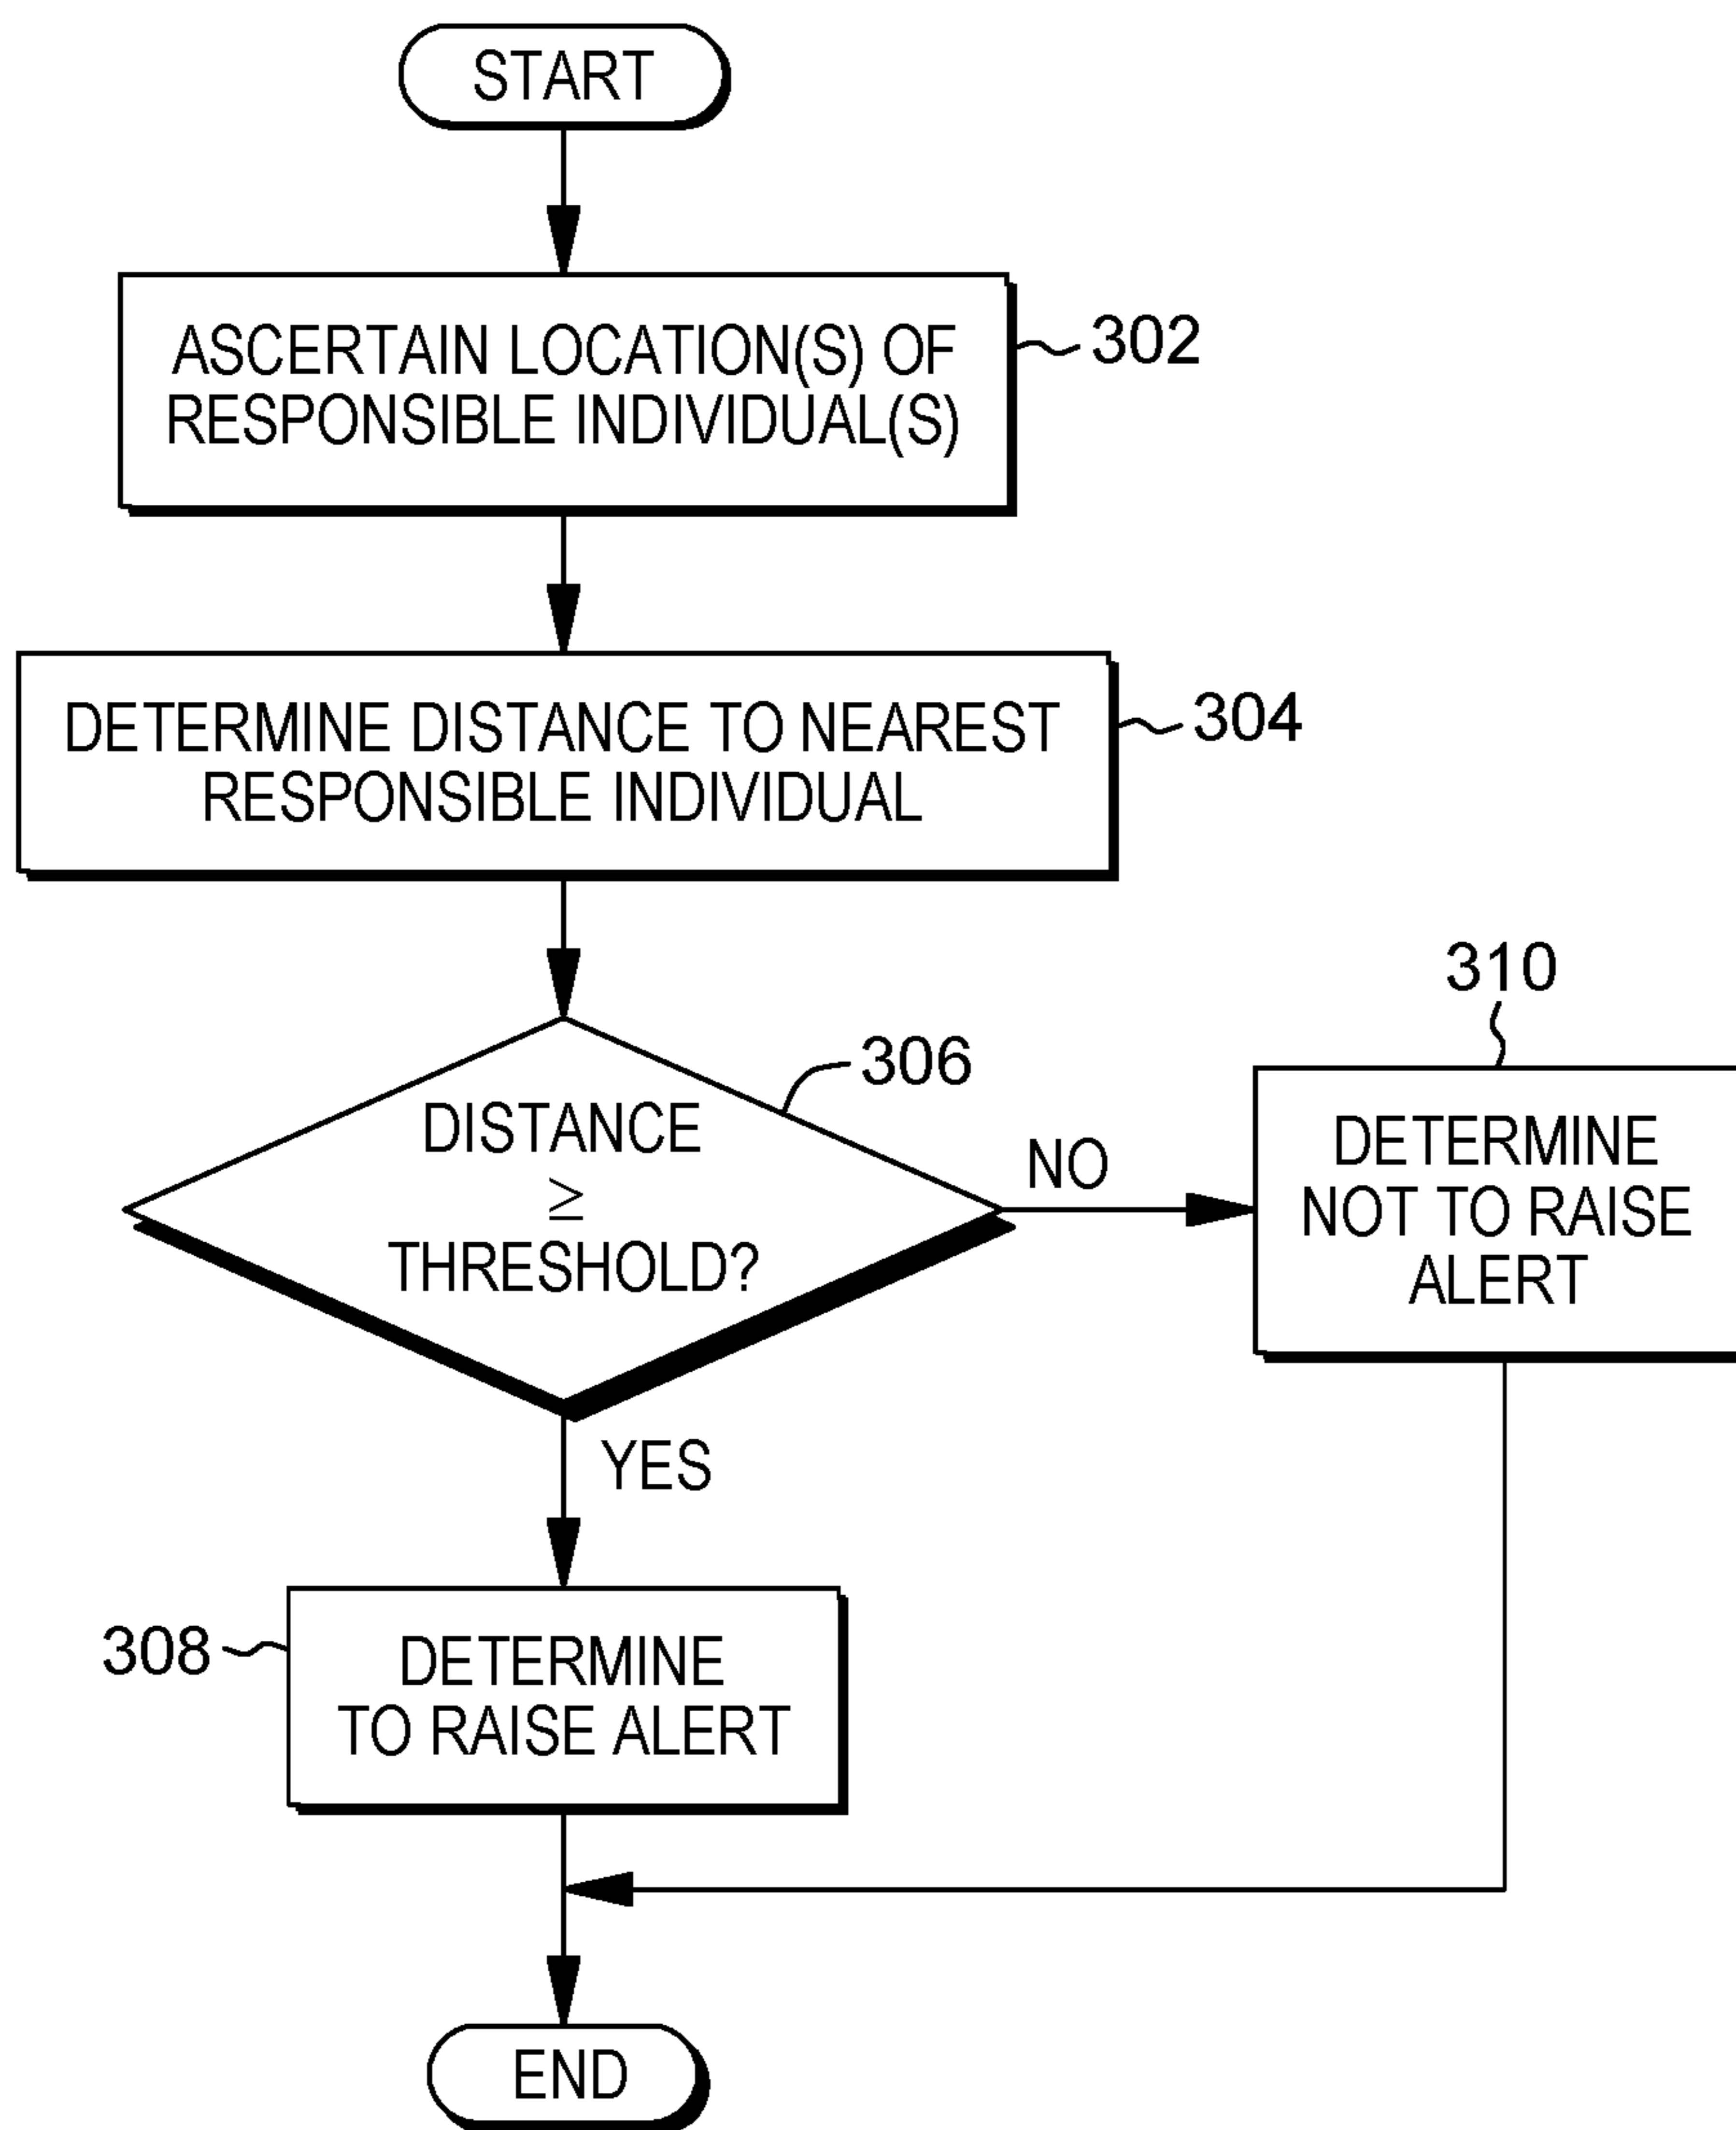 START
ASCERTAIN LOCATION(S) OF
RESPONSIBLE INDIVIDUAL(S)
302
DETERMINE DISTANCE TO NEAREST
RESPONSIBLE INDIVIDUAL
304
DISTANCE
≥
THRESHOLD?
306
NO
310
DETERMINE
NOT TO RAISE
ALERT
YES
308
DETERMINE
TO RAISE ALERT
END